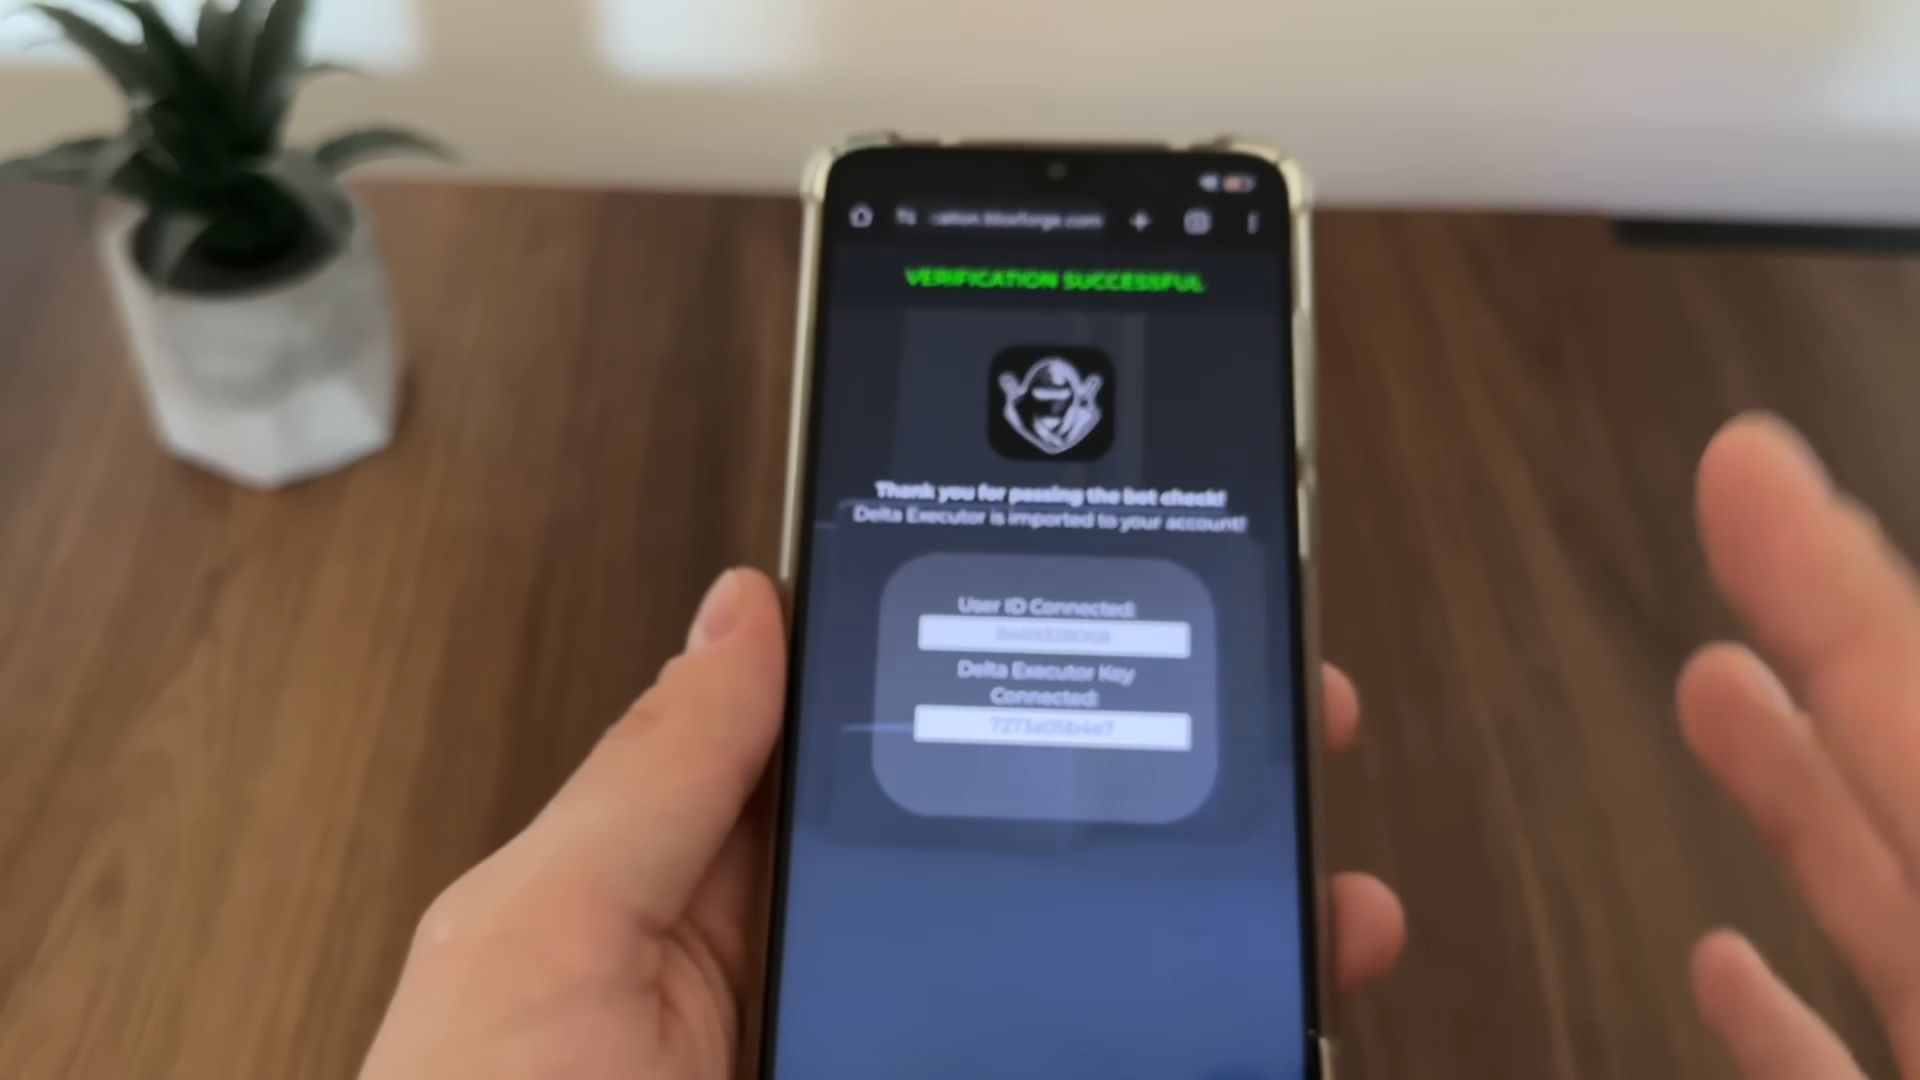 VERIFICATION SUCCESSFUL
Thank you for passing the bot check!
Delta Executor is imported to your account!
User ID Connected:
Delta Executor Key
Connected:
7273a05b4a7